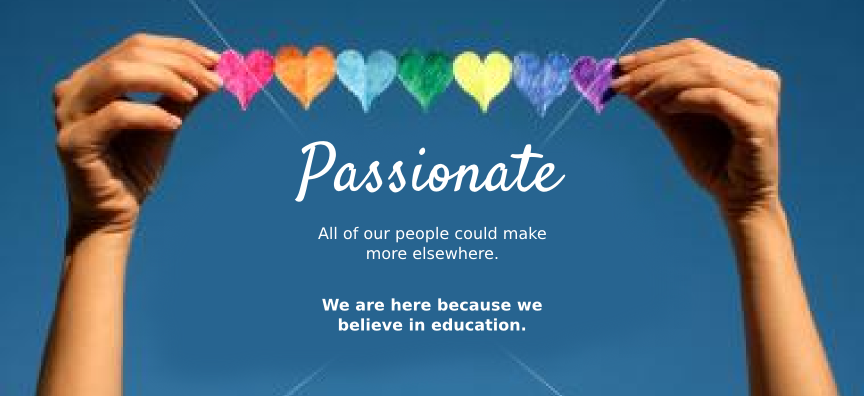 Passionate
All of our people could make
more elsewhere.
We are here because we
believe in education.